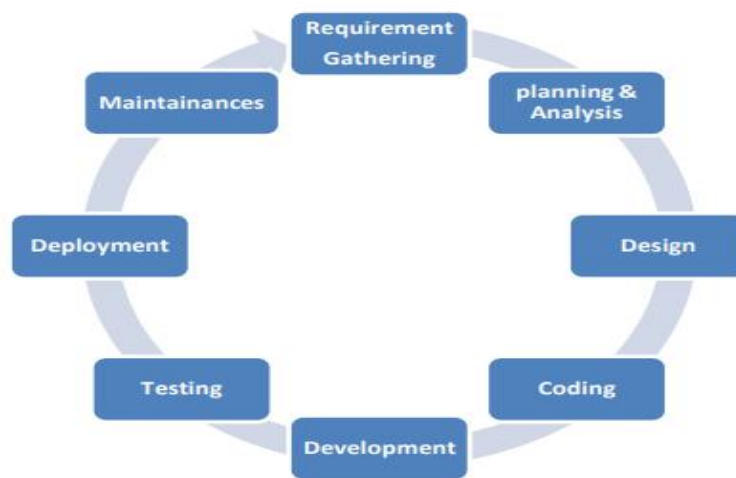 Requirement
Gathering
planning &
Analysis
Design
Coding
Development
Testing
Deployment
Maintainances